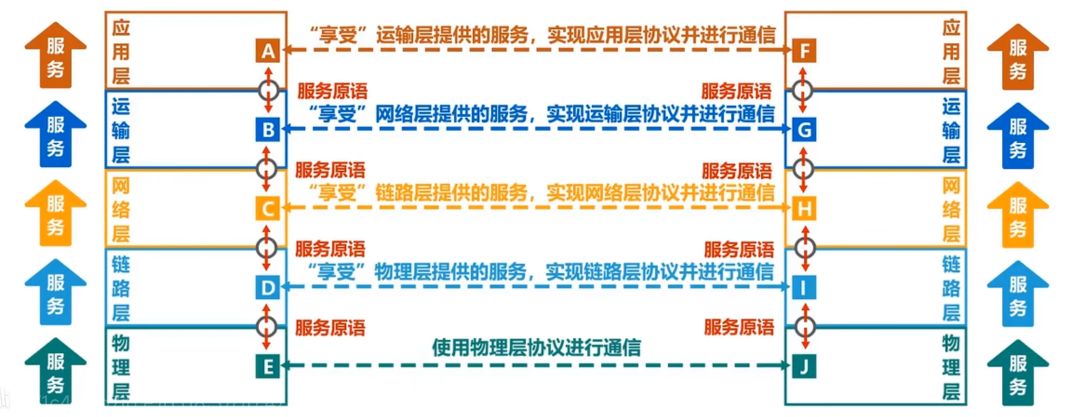 应用层
服务
A
“享受”运输层提供的服务，实现应用层协议并进行通信
F
应用层
服务
服务原语
服务原语
运输层
服务
B
“享受”网络层提供的服务，实现运输层协议并进行通信
G
运输层
服务
服务原语
服务原语
网络层
服务
C
“享受”链路层提供的服务，实现网络层协议并进行通信
H
网络层
服务
服务原语
服务原语
链路层
服务
D
“享受”物理层提供的服务，实现链路层协议并进行通信
I
链路层
服务
服务原语
服务原语
物理层
服务
E
使用物理层协议进行通信
J
物理层
服务